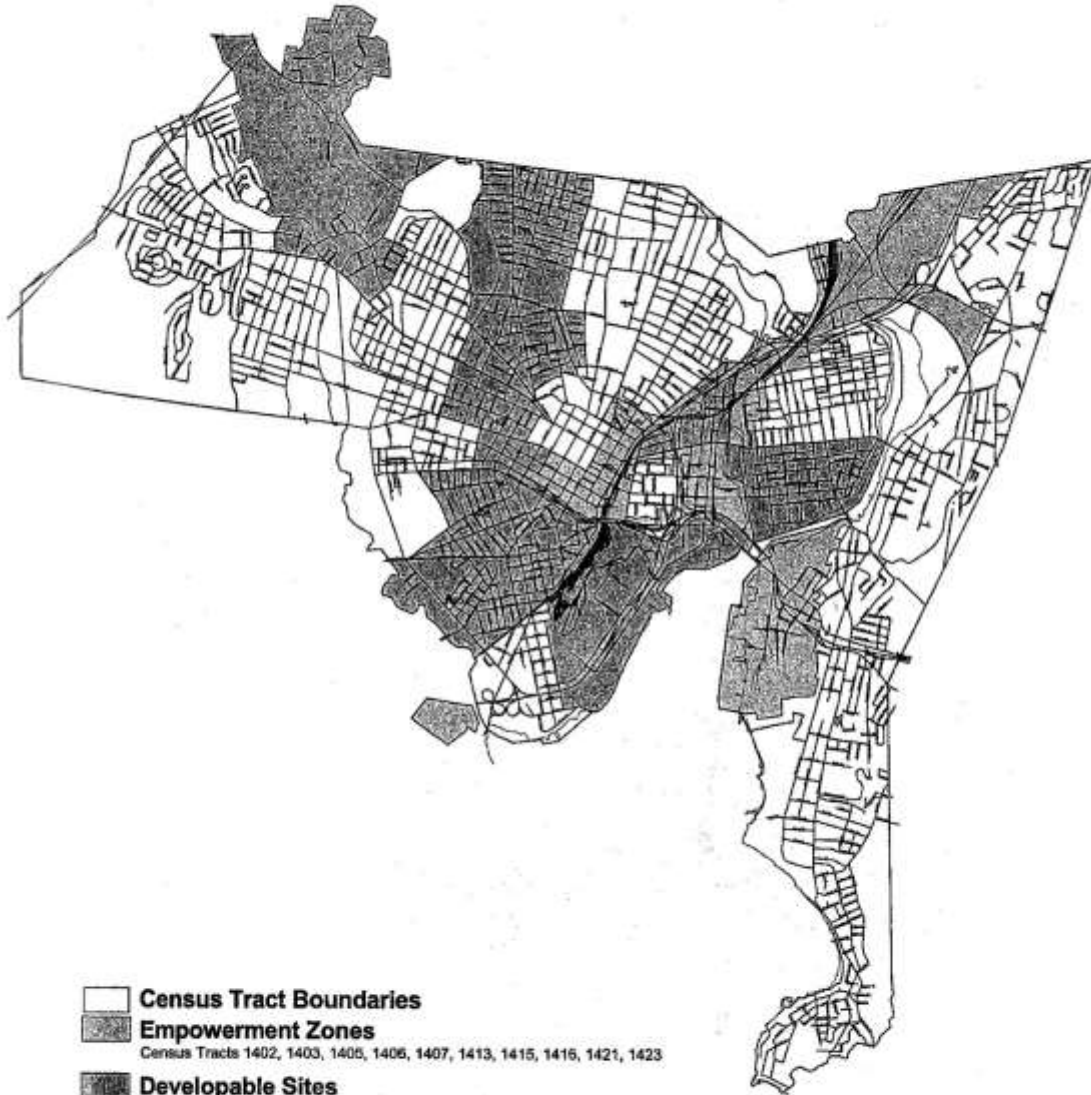 Census Tract Boundaries
Empowerment Zones
Census Tracts 1402, 1403, 1405, 1406, 1407, 1413, 1415, 1416, 1421, 1423
Developable Sites